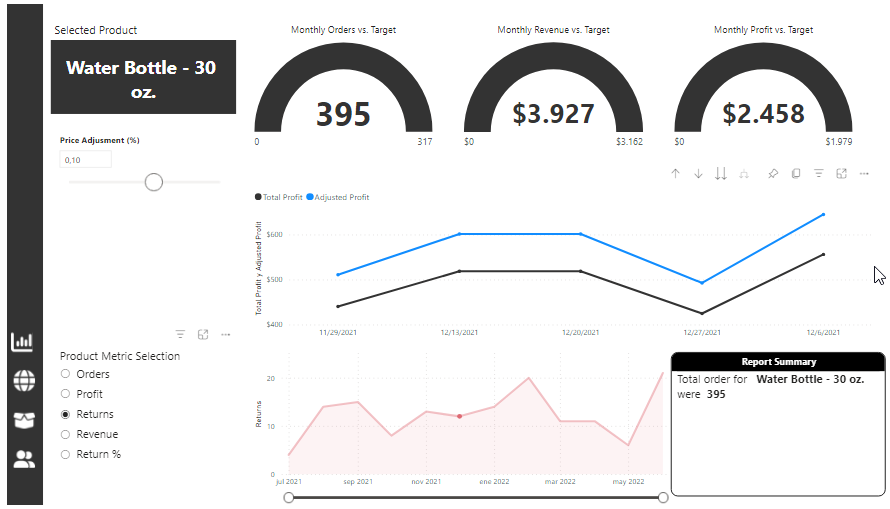 Selected Product
Water Bottle - 30
oz.
Price Adjusment (%)
0,10
Monthly Orders vs. Target
395
0
317
Monthly Revenue vs. Target
$3.927
$0
$3.162
Monthly Profit vs. Target
$2.458
$0
$1.979
Total Profit Adjusted Profit
Total Profit y Adjusted Profit
$600
$500
$400
11/29/2021
12/13/2021
12/20/2021
12/27/2021
12/6/2021
Product Metric Selection
Orders
Profit
Returns
Revenue
Return %
Returns
20
10
0
jul 2021
sep 2021
nov 2021
ene 2022
mar 2022
may 2022
Report Summary
Total order for Water Bottle - 30 oz.
were 395